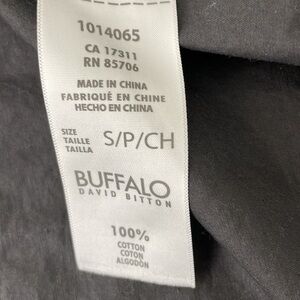 1014065
CA 17311
RN 85706
MADE IN CHINA
FABRIQUÉ EN CHINE
HECHO EN CHINA
SIZE
TAILLE S/P/CH
TALLA
BUFFALO
DAVID BITTON
100%
COTTON
COTON
ALGODÓN